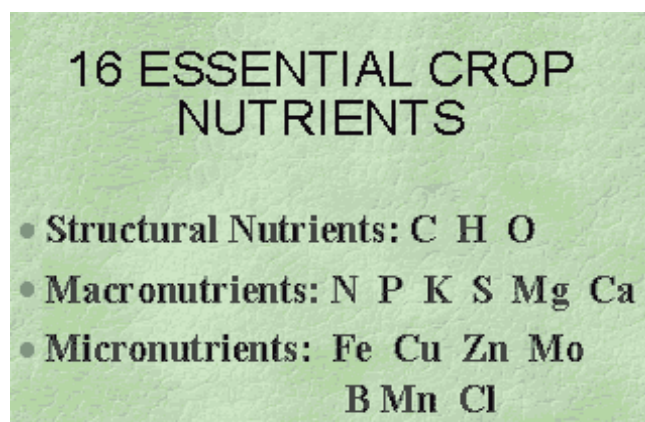 16 ESSENTIAL CROP
NUTRIENTS
• Structural Nutrients: C H O
• Macronutrients: N P K S Mg Ca
• Micronutrients: Fe Cu Zn Mo
B Mn Cl